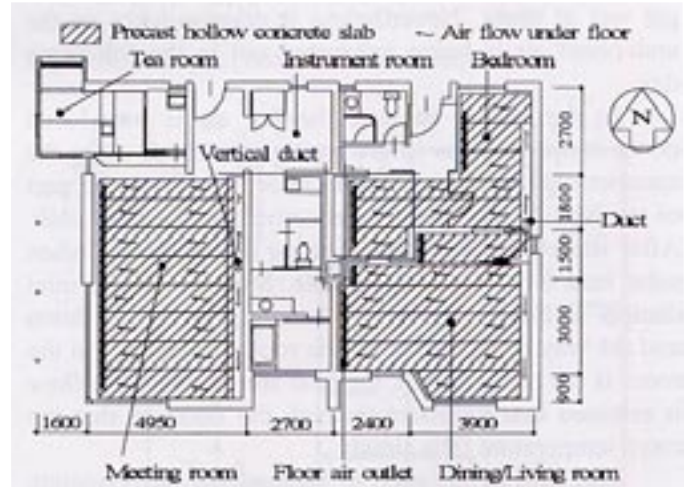 Precast hollow concrete slab
Air flow under floor
Tea room
Instrument room
Bedroom
N
Vertical duct
Duct
2700
1800
1500
3000
900
1600
4950
2700
2400
3900
Meeting room
Floor air outlet
Dining/Living room